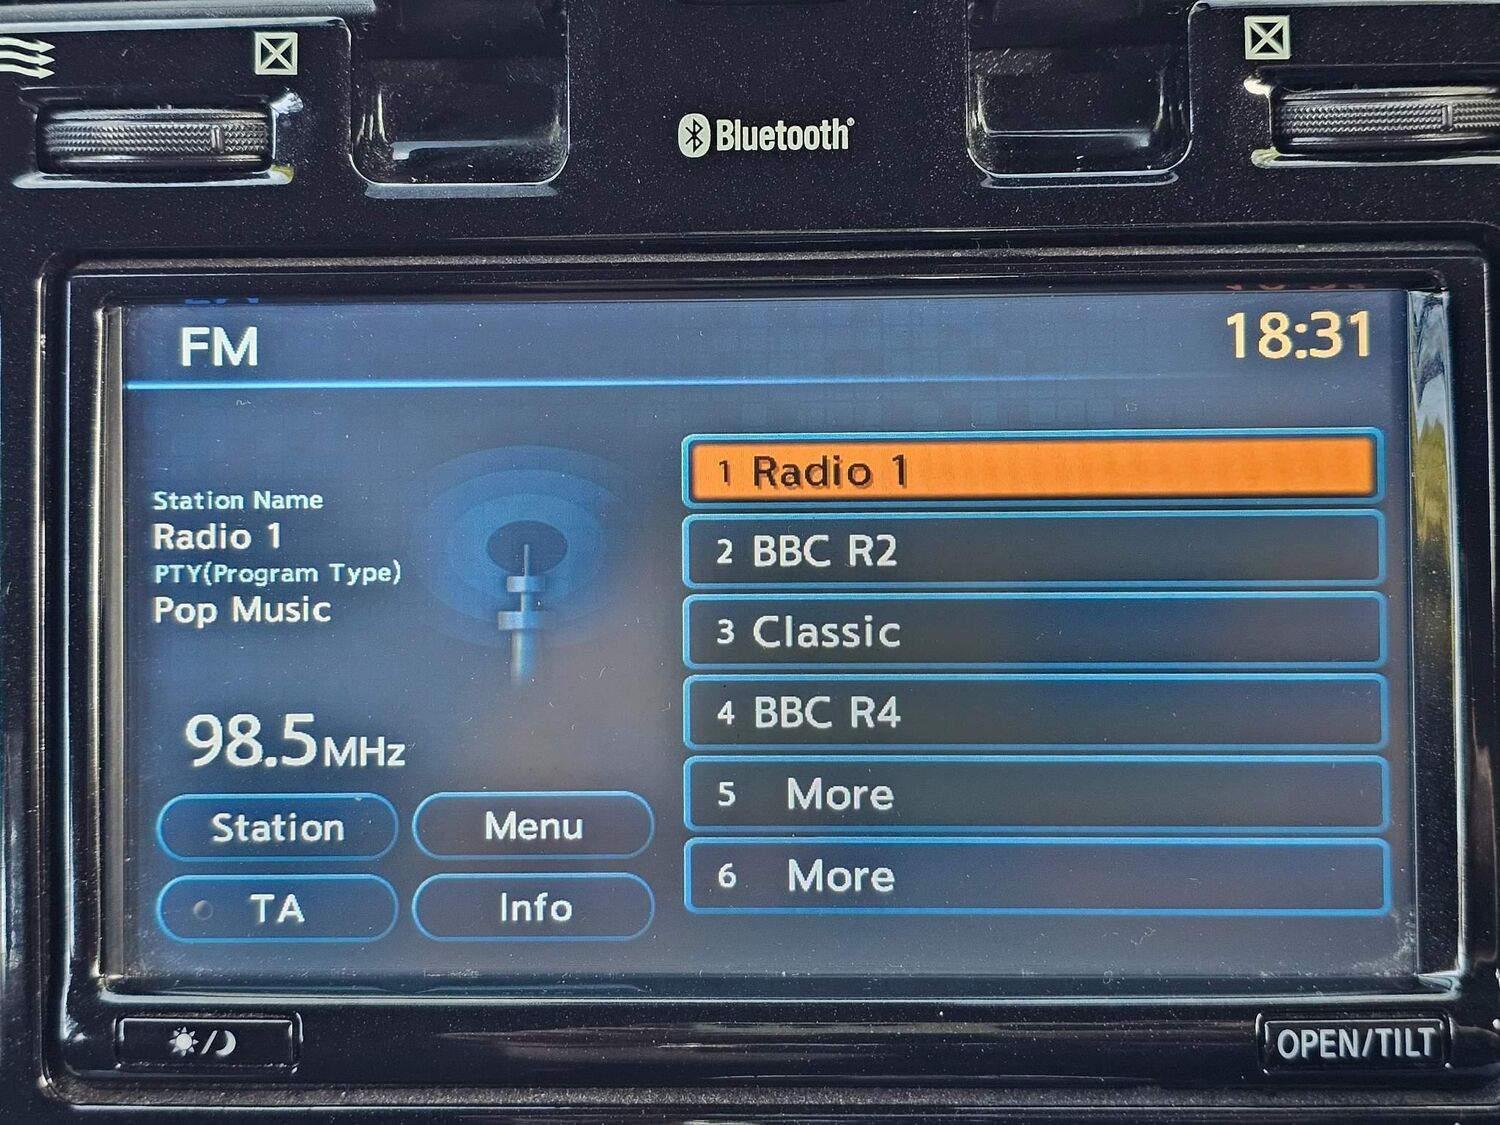 Bluetooth®
FM
18:31
Station Name
Radio 1
PTY(Program Type)
Pop Music
98.5MHz
Station
Menu
TA
Info
1 Radio 1
2 BBC R2
3 Classic
4 BBC R4
5 More
6 More
OPEN/TILT